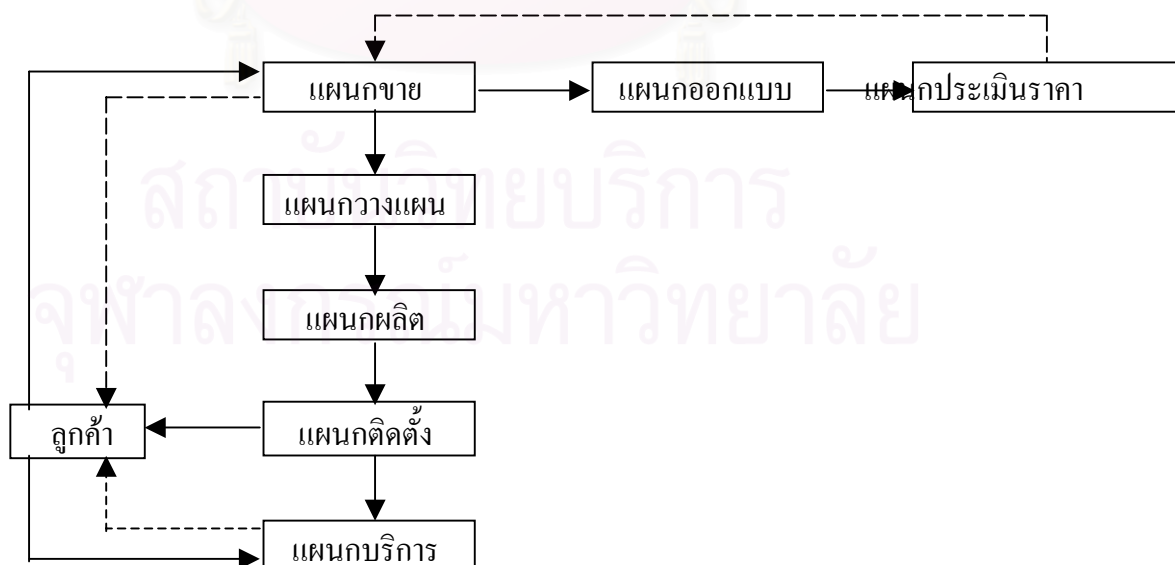 แผนกขาย
แผนกออกแบบ
แผนกประเมินราคา
สถาบันวิทยบริการ
แผนกวางแผน
จุฬาลงกรณ์มหาวิทยาลัย
แผนกผลิต
ลูกค้า
แผนกติดตั้ง
แผนกบริการ